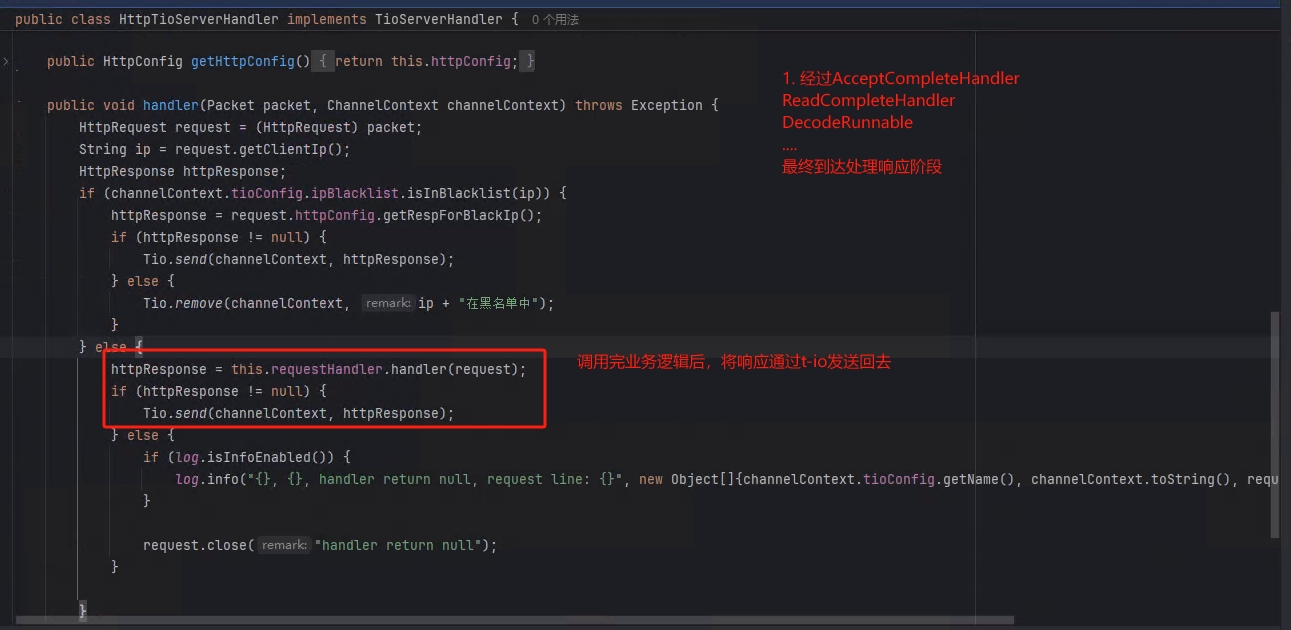 public class HttpTioServerHandler implements TioServerHandler { 0 个用法
public HttpConfig getHttpConfig() { return this.httpConfig; }
public void handler(Packet packet, ChannelContext channelContext) throws Exception {
HttpRequest request = (HttpRequest) packet;
String ip = request.getClientIp();
HttpResponse httpResponse;
if (channelContext.tioConfig.ipBlacklist.isInBlacklist(ip)) {
httpResponse = request.httpConfig.getRespForBlackIp();
if (httpResponse != null) {
Tio.send(channelContext, httpResponse);
} else {
Tio.remove(channelContext, remark: ip + "在黑名单中");
}
} else {
httpResponse = this.requestHandler.handler(request);
if (httpResponse != null) {
Tio.send(channelContext, httpResponse);
} else {
if (log.isInfoEnabled()) {
log.info("{}, {}, handler return null, request line: {}", new Object[]{channelContext.tioConfig.getName(), channelContext.toString(), requ
}
request.close( remark: "handler return null");
}
}
1. 经过AcceptCompleteHandler
ReadCompleteHandler
DecodeRunnable
....
最终到达处理响应阶段
调用完业务逻辑后，将响应通过t-io发送回去